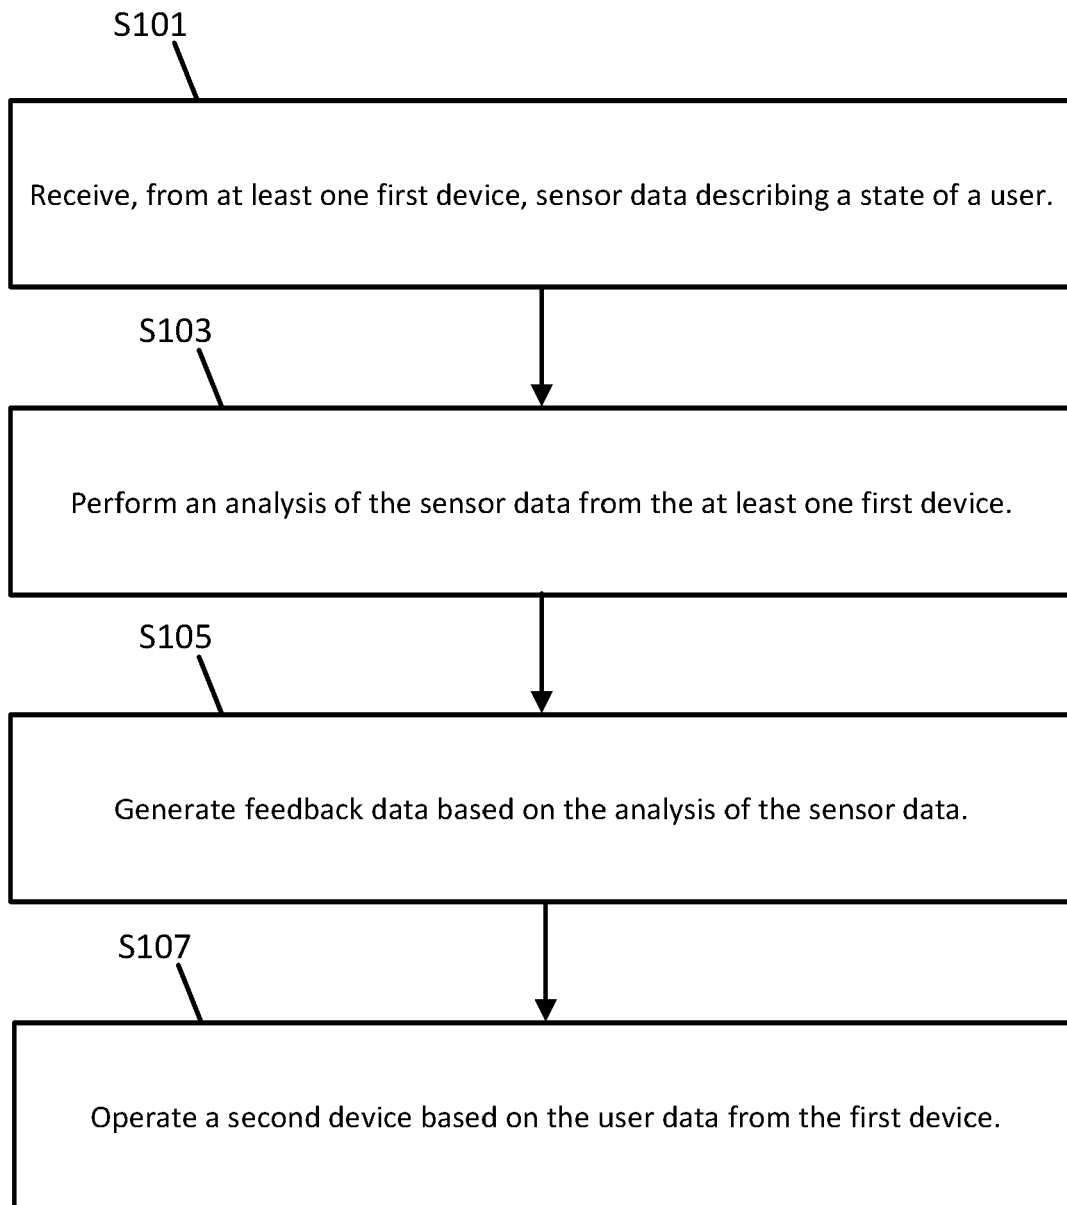 S101
Receive, from at least one first device, sensor data describing a state of a user.
S103
Perform an analysis of the sensor data from the at least one first device.
S105
Generate feedback data based on the analysis of the sensor data.
S107
Operate a second device based on the user data from the first device.